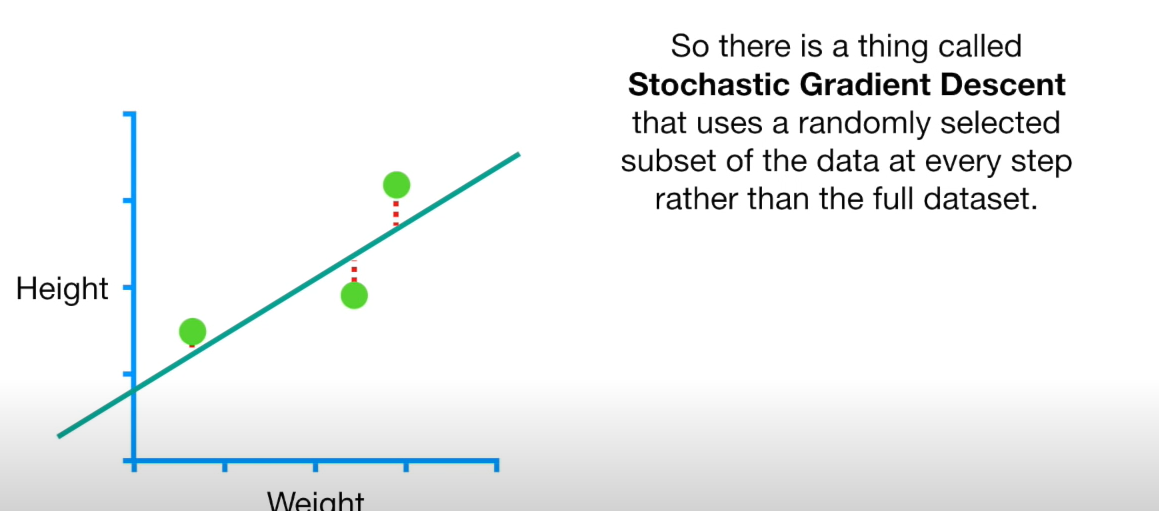 So there is a thing called
Stochastic Gradient Descent
that uses a randomly selected
subset of the data at every step
rather than the full dataset.
Height
Weight